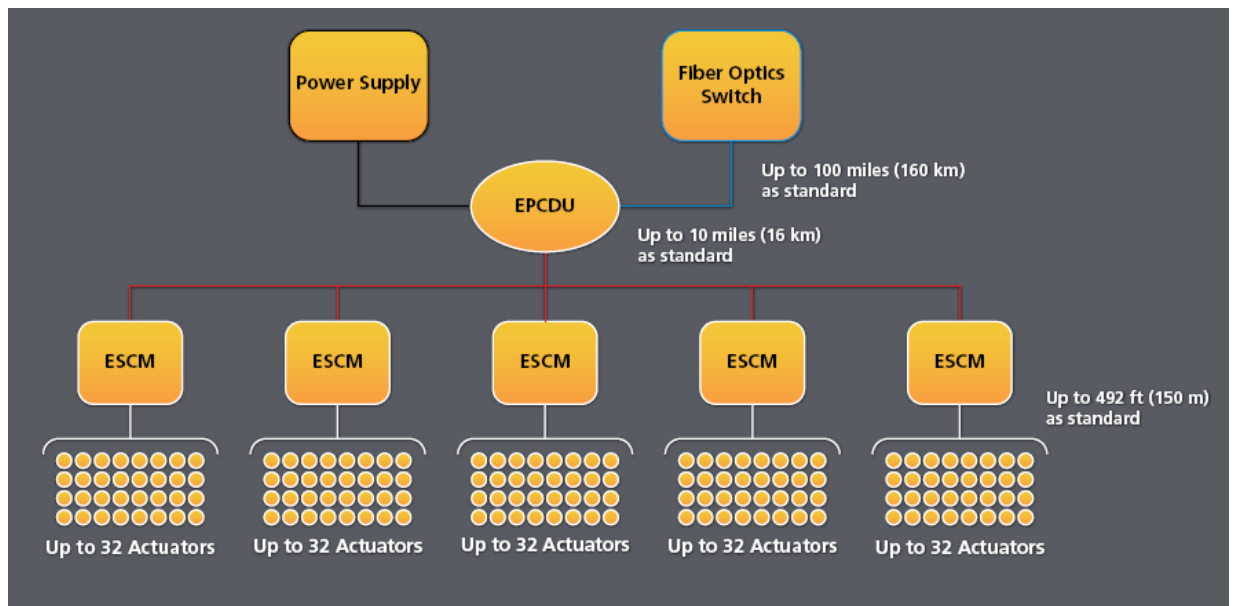 Power Supply
Fiber Optics
Switch
Up to 100 miles (160 km)
as standard
EPCDU
Up to 10 miles (16 km)
as standard
ESCM
ESCM
ESCM
ESCM
ESCM
Up to 492 ft (150 m)
as standard
Up to 32 Actuators
Up to 32 Actuators
Up to 32 Actuators
Up to 32 Actuators
Up to 32 Actuators